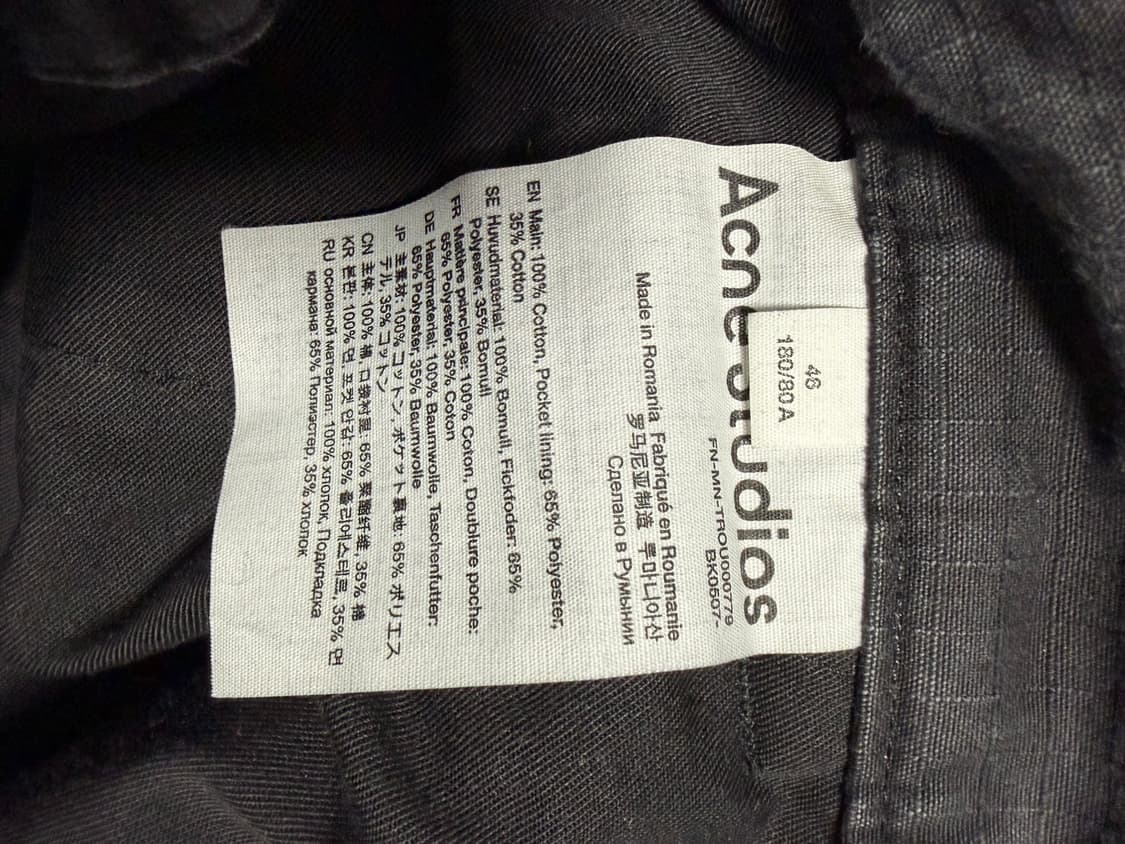 46
180/80A
Acne Studios
FN-MN-TROU000779
BK0507-
Made in Romania Fabriqué en Roumanie
罗马尼亚制造 루마니아산
Сделано в Румынии
EN Main: 100% Cotton, Pocket lining: 65% Polyester,
35% Cotton
SE Huvudmaterial: 100% Bomull, Fickfoder: 65%
Polyester, 35% Bomull
FR Matière principale: 100% Coton, Doublure poche:
65% Polyester, 35% Coton
DE Hauptmaterial: 100% Baumwolle, Taschenfutter:
65% Polyester, 35% Baumwolle
JP 主素材: 100% コットン, ポケット裏地: 65% ポリエス
テル, 35% コットン
CN 主体: 100% 棉, 口袋衬里: 65% 聚酯纤维, 35% 棉
KR 본판: 100% 면, 포켓 안감: 65% 폴리에스테르, 35% 면
RU основной материал: 100% хлопок, Подкладка
кармана: 65% Полиэстер, 35% хлопок